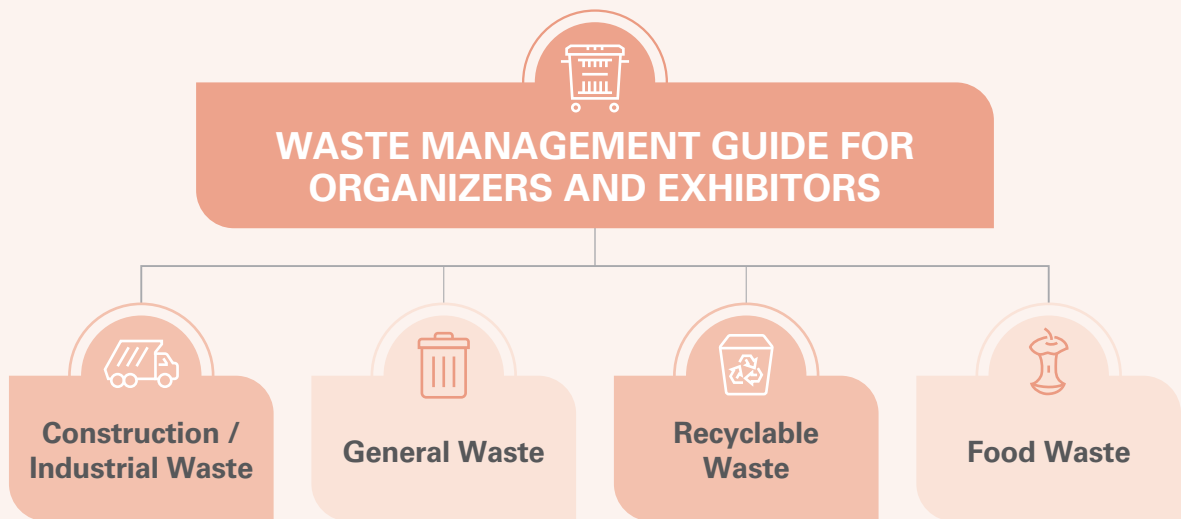 WASTE MANAGEMENT GUIDE FOR
ORGANIZERS AND EXHIBITORS
Construction /
Industrial Waste
General Waste
Recyclable
Waste
Food Waste